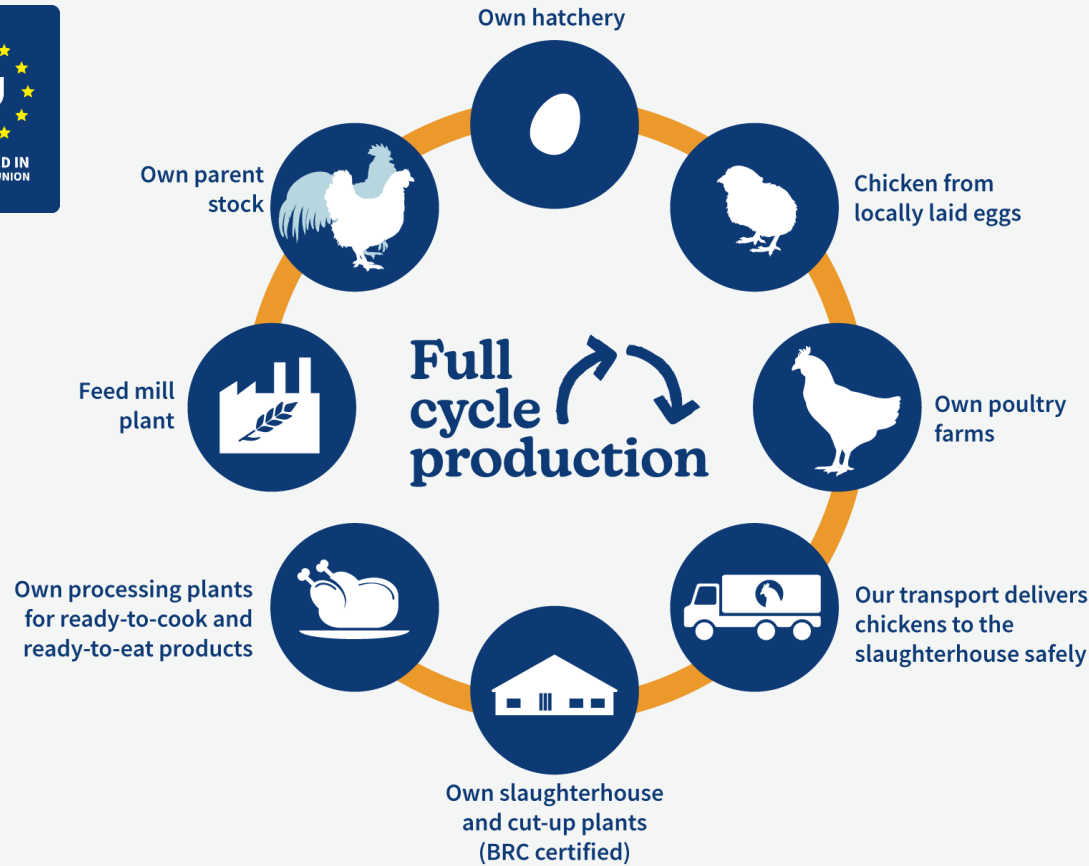 Own hatchery
D IN
UNION
Own parent
stock
Chicken from
locally laid eggs
Full
cycle
production
Feed mill
plant
Own poultry
farms
Own processing plants
for ready-to-cook and
ready-to-eat products
Our transport delivers
chickens to the
slaughterhouse safely
Own slaughterhouse
and cut-up plants
(BRC certified)